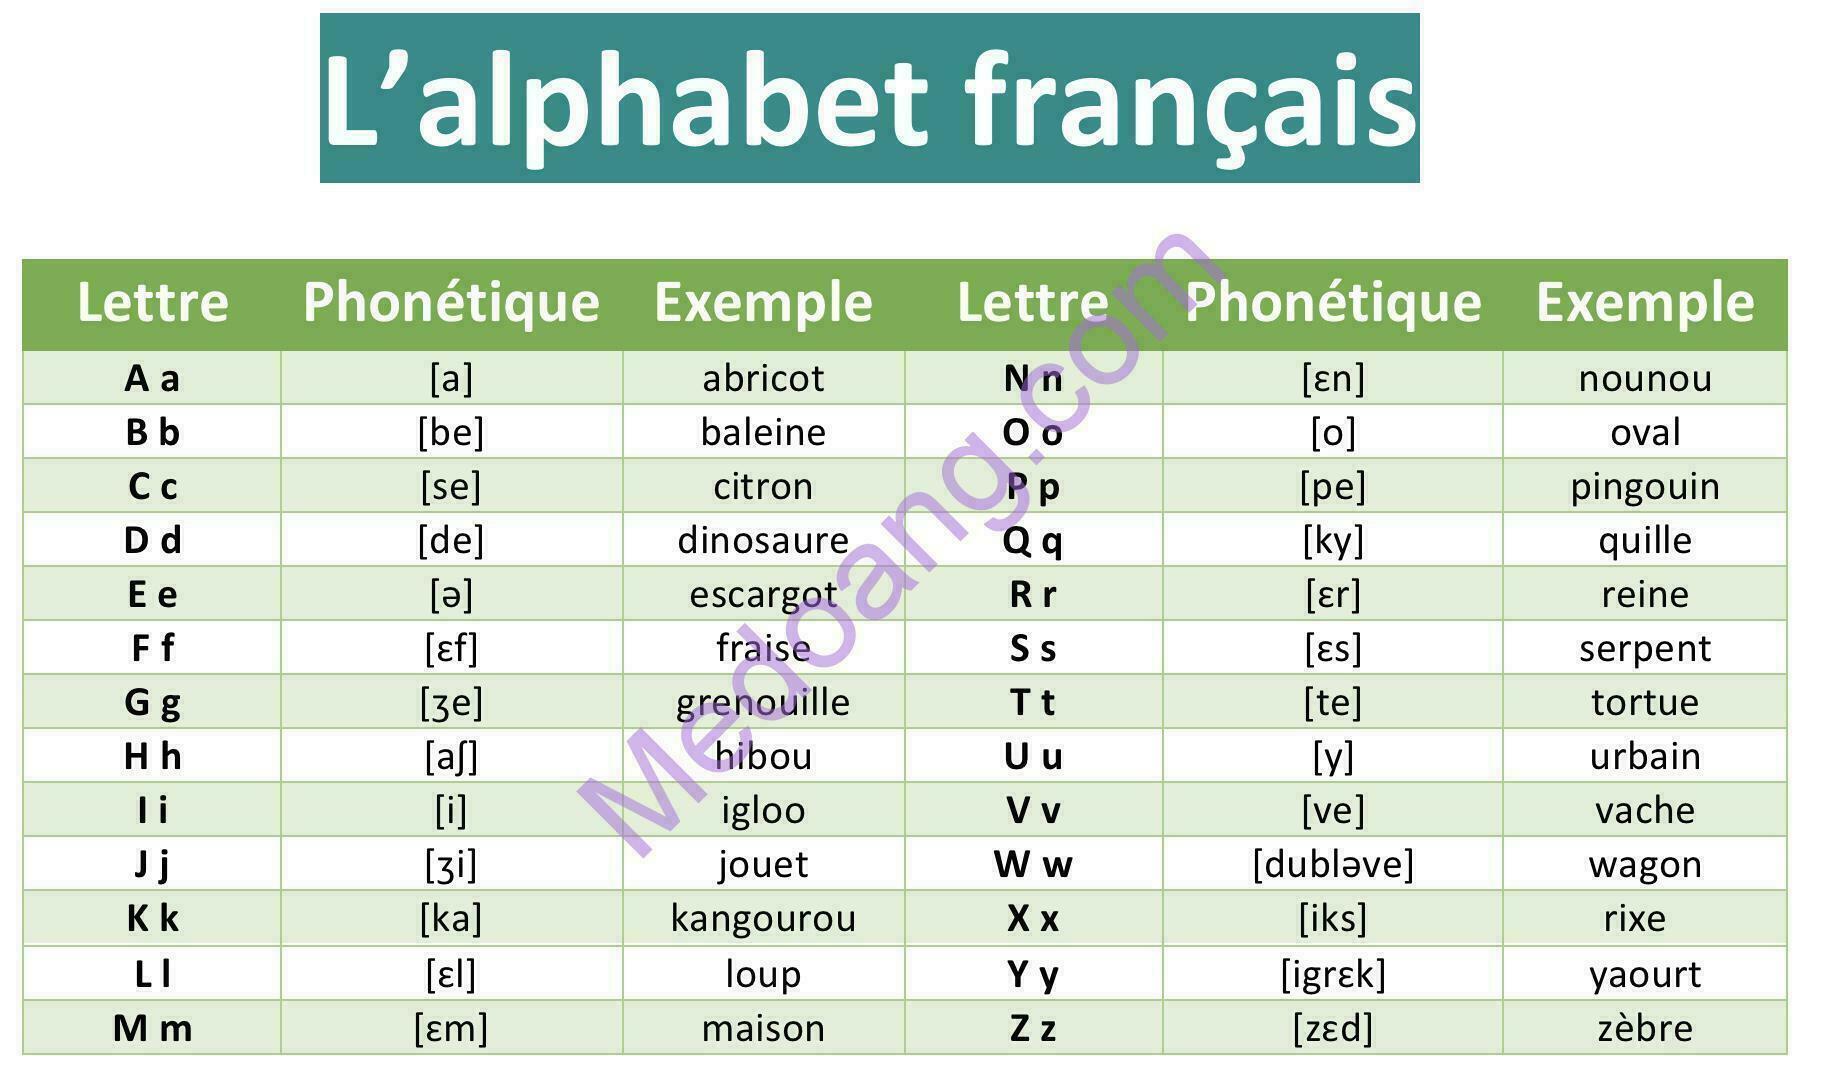 L’alphabet français
Lettre Phonétique Exemple Lettre Phonétique Exemple
A a [a] abricot N n [ɛn] nounou
B b [be] baleine O o [o] oval
C c [se] citron P p [pe] pingouin
D d [de] dinosaure Q q [ky] quille
E e [ə] escargot R r [ɛr] reine
F f [ɛf] fraise S s [ɛs] serpent
G g [ʒe] grenouille T t [te] tortue
H h [aʃ] hibou U u [y] urbain
I i [i] igloo V v [ve] vache
J j [ʒi] jouet W w [dubləve] wagon
K k [ka] kangourou X x [iks] rixe
L l [ɛl] loup Y y [igrɛk] yaourt
M m [ɛm] maison Z z [zɛd] zèbre
Medoang.com